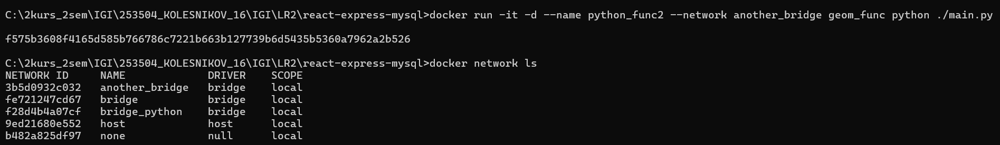 C:\2kurs_2sem\IGI\253504_KOLESNIKOV_16\IGI\LR2\react-express-mysql>docker run -it -d --name python_func2 --network another_bridge geom_func python ./main.py
f575b3608f4165d585b766786c7221b663b127739b6d5435b5360a7962a2b526
C:\2kurs_2sem\IGI\253504_KOLESNIKOV_16\IGI\LR2\react-express-mysql>docker network ls
NETWORK ID     NAME             DRIVER    SCOPE
3b5d0932c032   another_bridge   bridge    local
fe721247cd67   bridge           bridge    local
f28d4b4a07cf   bridge_python    bridge    local
9ed21680e552   host             host      local
b482a825df97   none             null      local